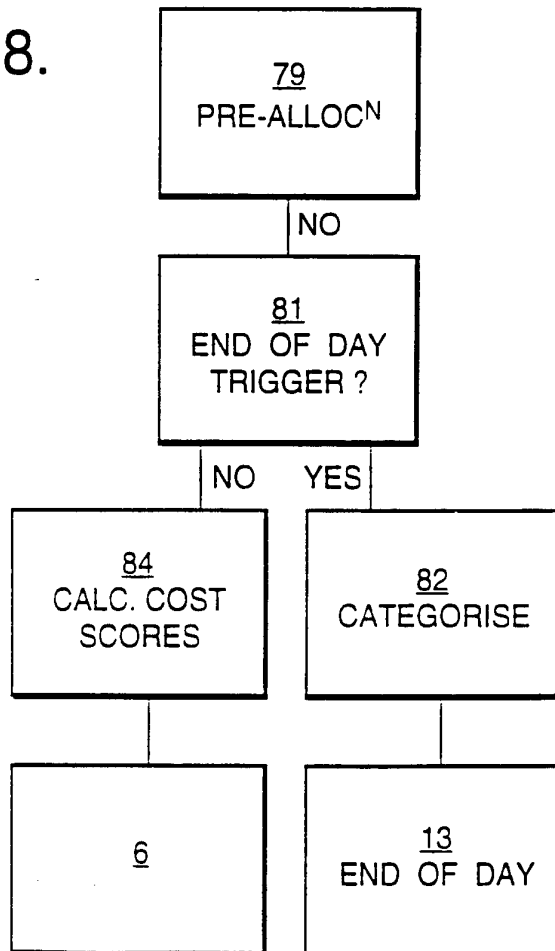 8.
79
PRE-ALLOCᴺ
NO
81
END OF DAY
TRIGGER ?
NO YES
84
CALC. COST
SCORES
82
CATEGORISE
6
13
END OF DAY